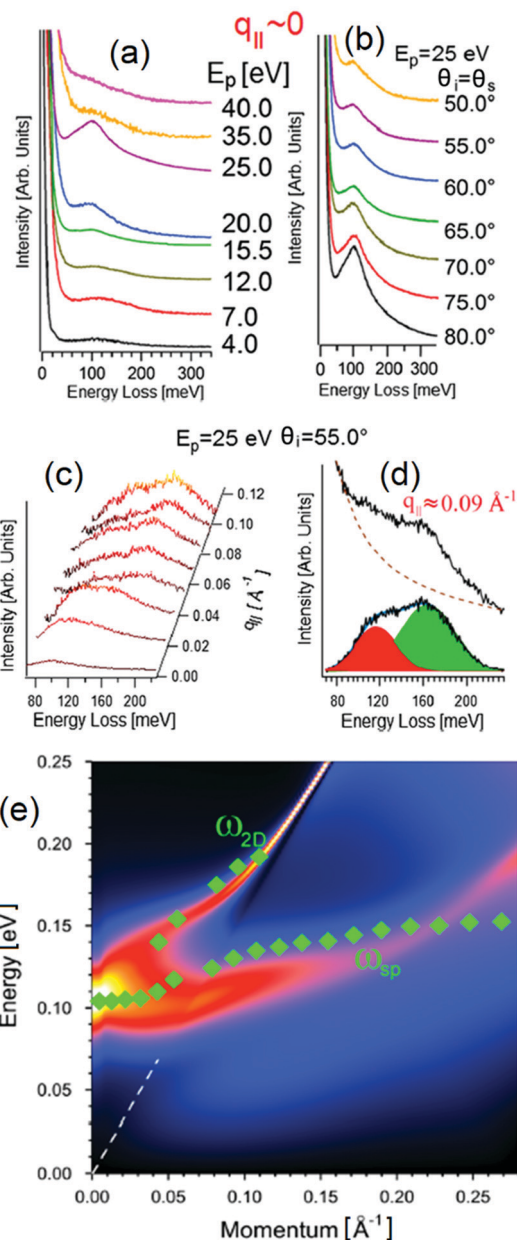 q∥~0
(a)
Ep [eV]
40.0
35.0
25.0
20.0
15.5
12.0
7.0
4.0
Intensity [Arb. Units]
0 100 200 300
Energy Loss [meV]
(b)
Ep=25 eV
θi=θs
50.0°
55.0°
60.0°
65.0°
70.0°
75.0°
80.0°
Intensity [Arb. Units]
0 100 200 300
Energy Loss [meV]
Ep=25 eV θi=55.0°
(c)
Intensity [Arb. Units]
0.12
0.10
0.08
0.06
0.04
0.02
0.00
q// [Å⁻¹]
80 120 160 200
Energy Loss [meV]
(d)
q∥≈0.09 Å⁻¹
Intensity [Arb. Units]
80 120 160 200
Energy Loss [meV]
(e)
ω2D
ωsp
Energy [eV]
0.25
0.20
0.15
0.10
0.05
0.00
0.00 0.05 0.10 0.15 0.20 0.25
Momentum [Å⁻¹]